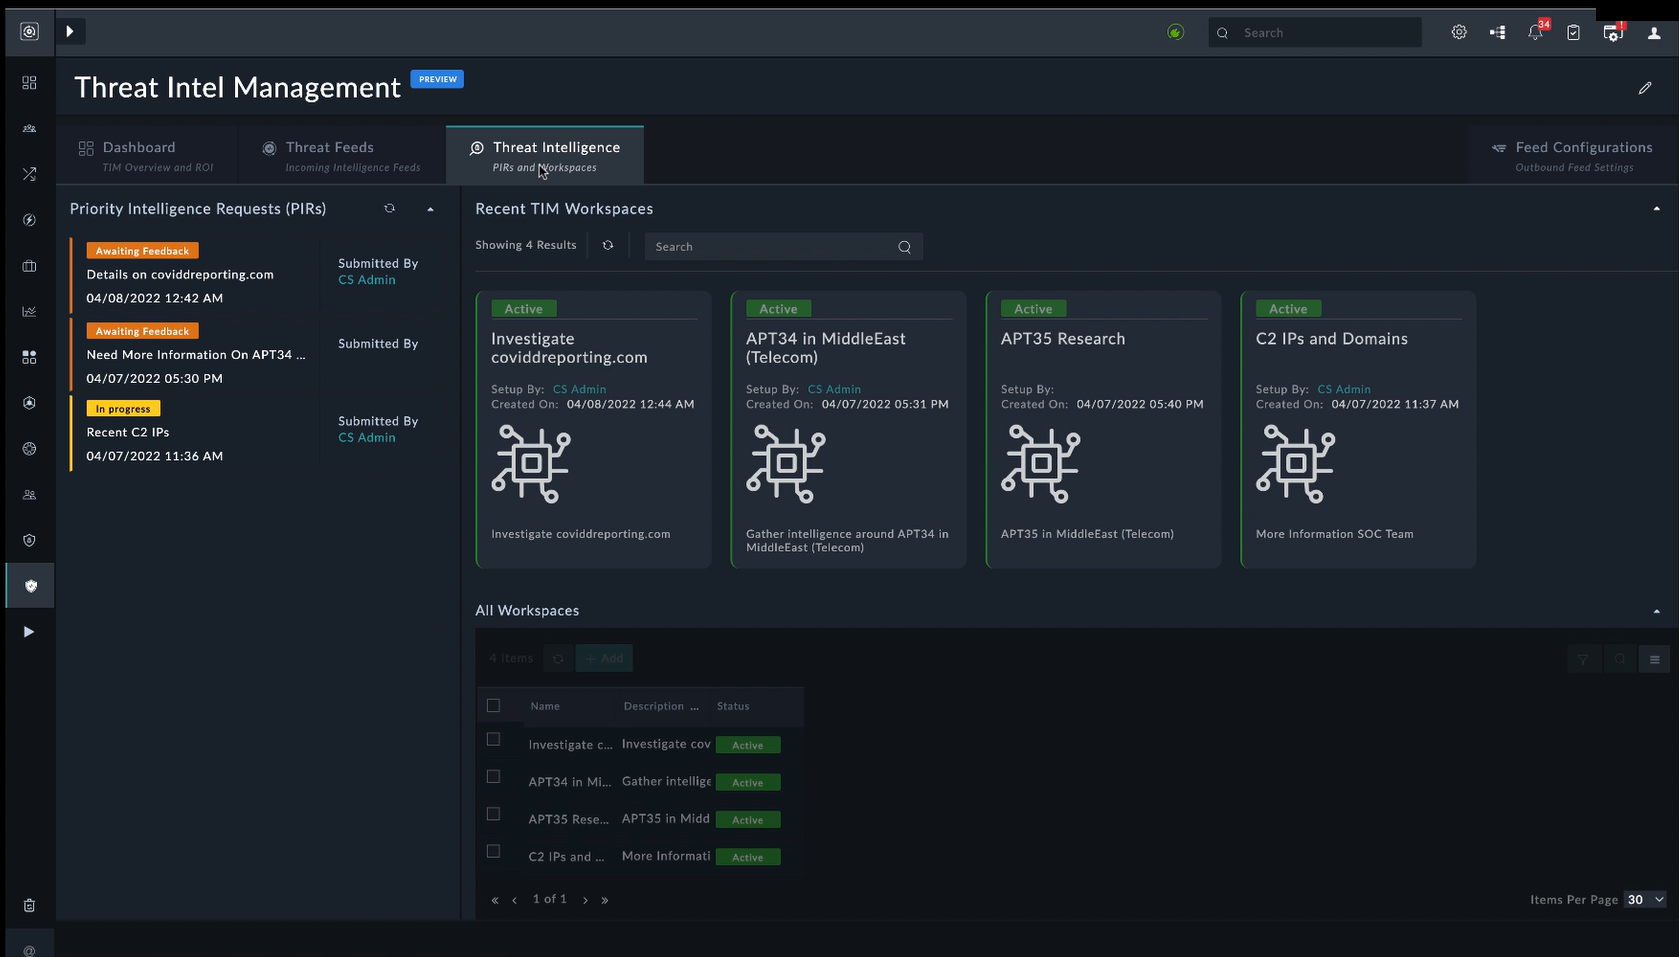 Search
34
!
Threat Intel Management
PREVIEW
Dashboard
TIM Overview and ROI
Threat Feeds
Incoming Intelligence Feeds
Threat Intelligence
PIRs and Workspaces
Feed Configurations
Outbound Feed Settings
Priority Intelligence Requests (PIRs)
Awaiting Feedback
Details on coviddreporting.com
04/08/2022 12:42 AM
Submitted By
CS Admin
Awaiting Feedback
Need More Information On APT34 ...
04/07/2022 05:30 PM
Submitted By
In progress
Recent C2 IPs
04/07/2022 11:36 AM
Submitted By
CS Admin
Recent TIM Workspaces
Showing 4 Results
Search
Active
Investigate
coviddreporting.com
Setup By: CS Admin
Created On: 04/08/2022 12:44 AM
Investigate coviddreporting.com
Active
APT34 in MiddleEast
(Telecom)
Setup By: CS Admin
Created On: 04/07/2022 05:31 PM
Gather intelligence around APT34 in
MiddleEast (Telecom)
Active
APT35 Research
Setup By:
Created On: 04/07/2022 05:40 PM
APT35 in MiddleEast (Telecom)
Active
C2 IPs and Domains
Setup By: CS Admin
Created On: 04/07/2022 11:37 AM
More Information SOC Team
All Workspaces
4 Items
+ Add
Name Description ... Status
Investigate c... Investigate cov Active
APT34 in Mi... Gather intellige Active
APT35 Rese... APT35 in Midd Active
C2 IPs and ... More Informati Active
« ‹ 1 of 1 › »
Items Per Page 30
@